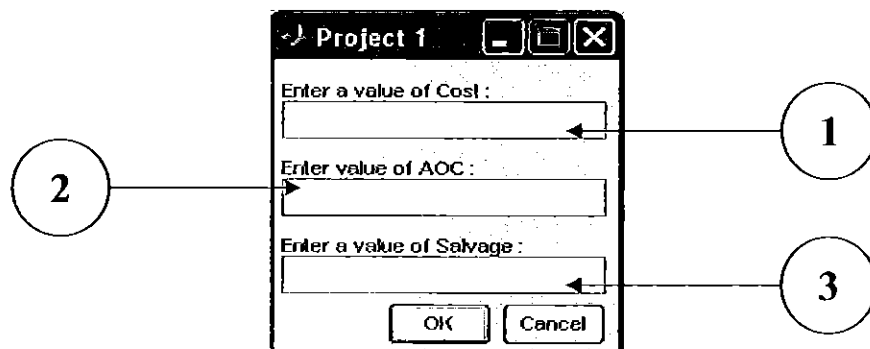 Project 1
Enter a value of Cost :
1
Enter value of AOC :
2
Enter a value of Salvage :
3
OK Cancel